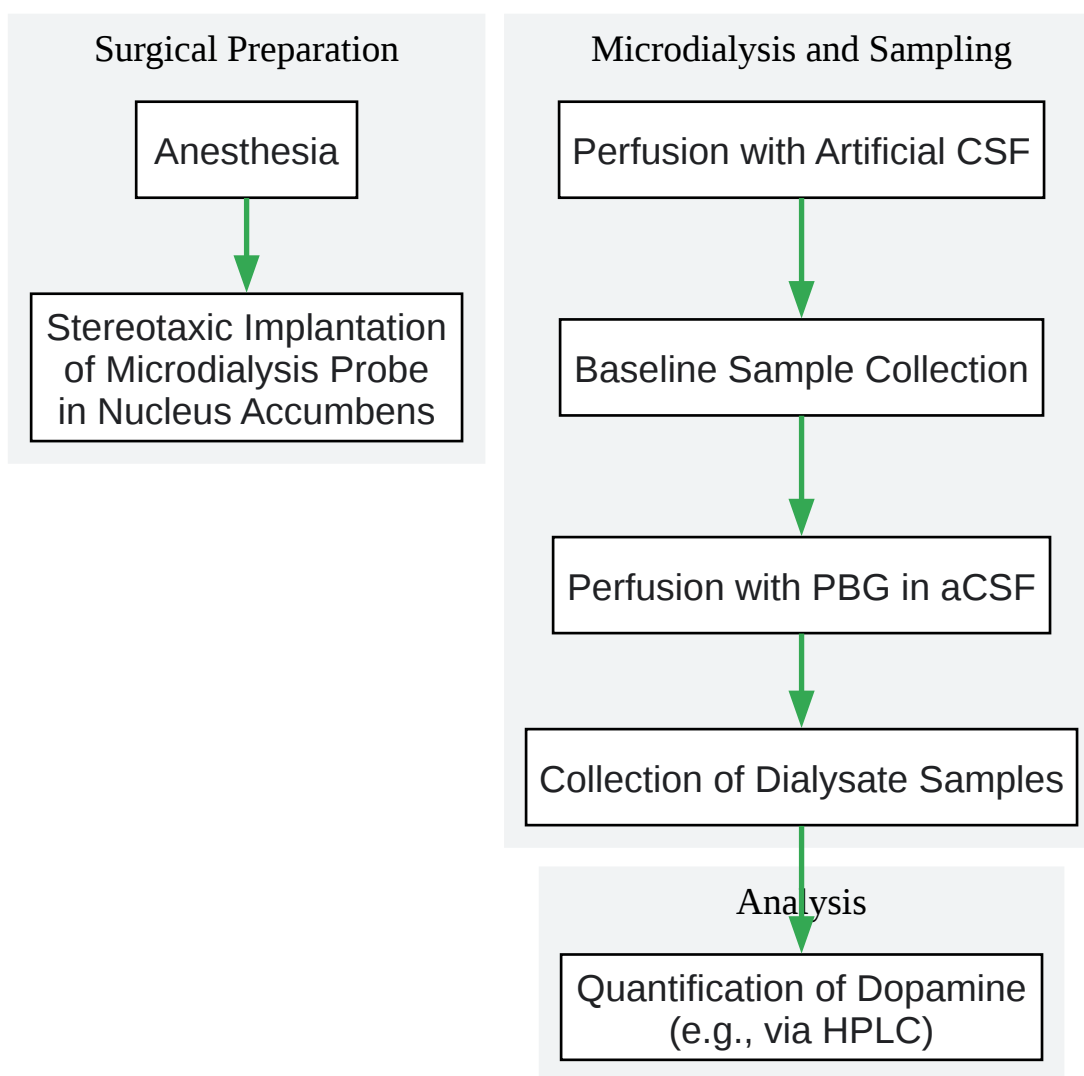 Surgical Preparation
Anesthesia
Stereotaxic Implantation
of Microdialysis Probe
in Nucleus Accumbens
Microdialysis and Sampling
Perfusion with Artificial CSF
Baseline Sample Collection
Perfusion with PBG in aCSF
Collection of Dialysate Samples
Analysis
Quantification of Dopamine
(e.g., via HPLC)